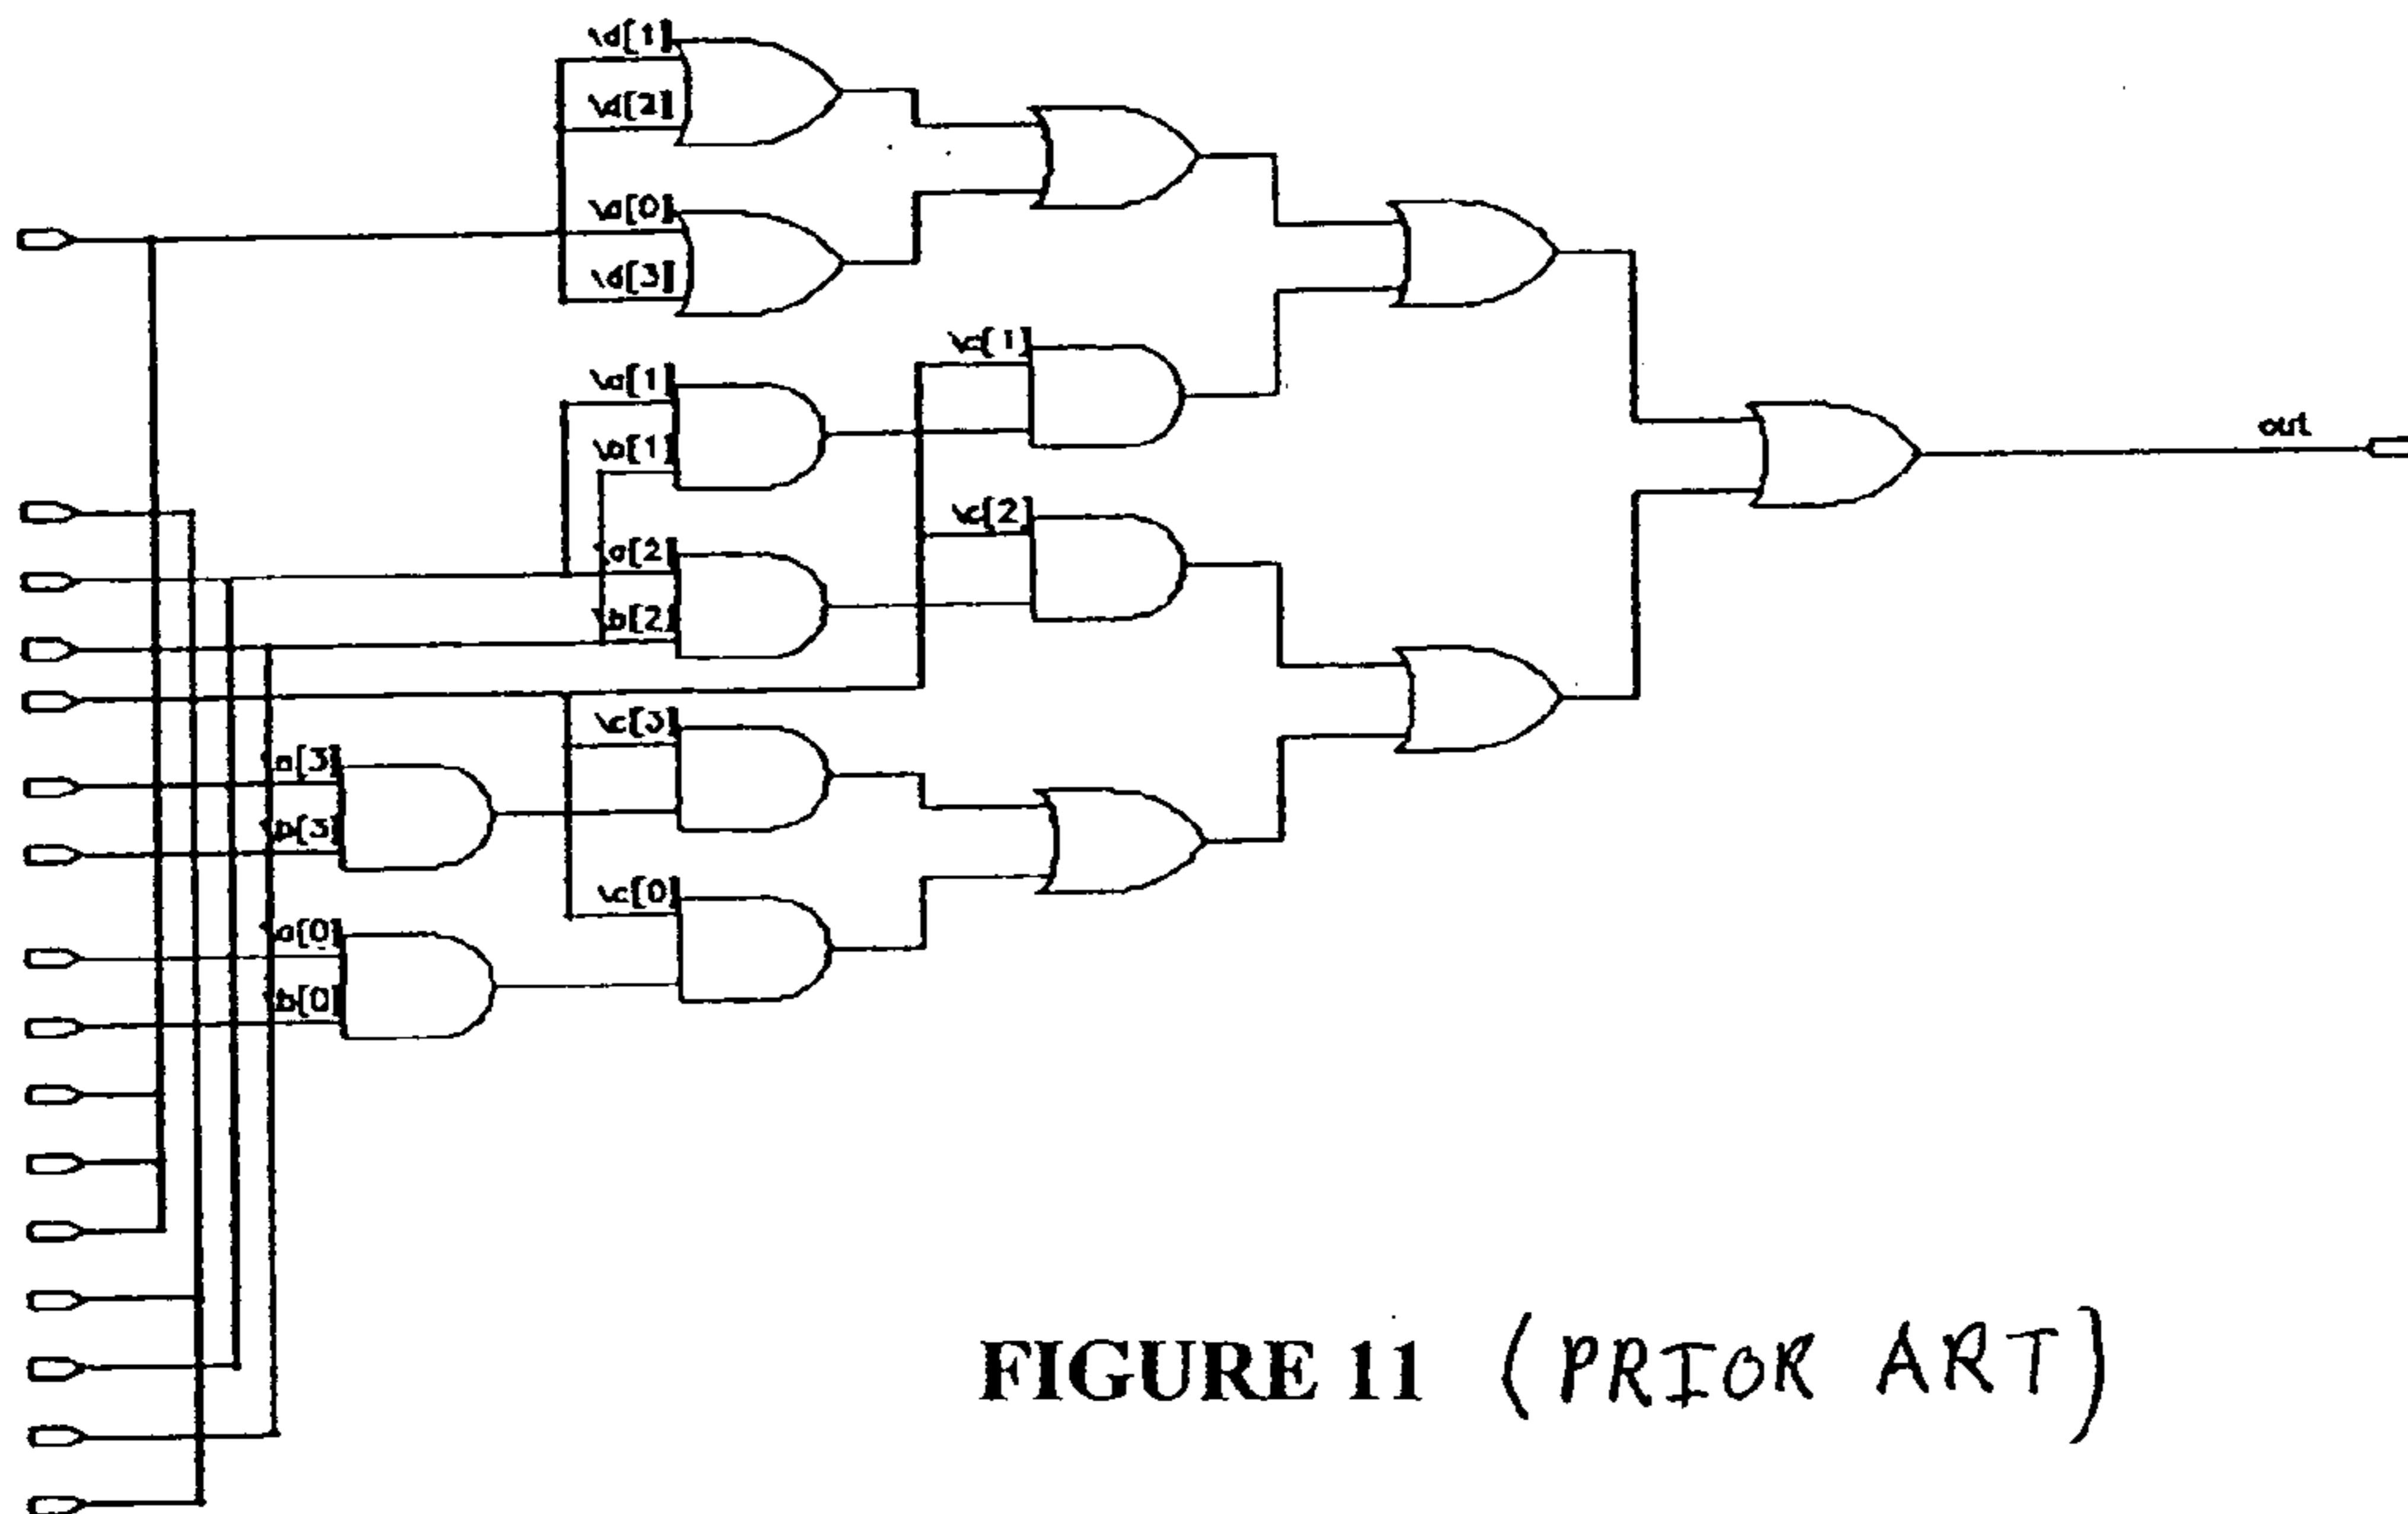 \d[1]
\d[2]
\d[0]
\d[3]
\c[1]
\a[1]
\b[1]
\c[2]
\a[2]
\b[2]
out
\c[3]
\a[3]
\b[3]
\c[0]
\a[0]
\b[0]
FIGURE 11 (PRIOR ART)